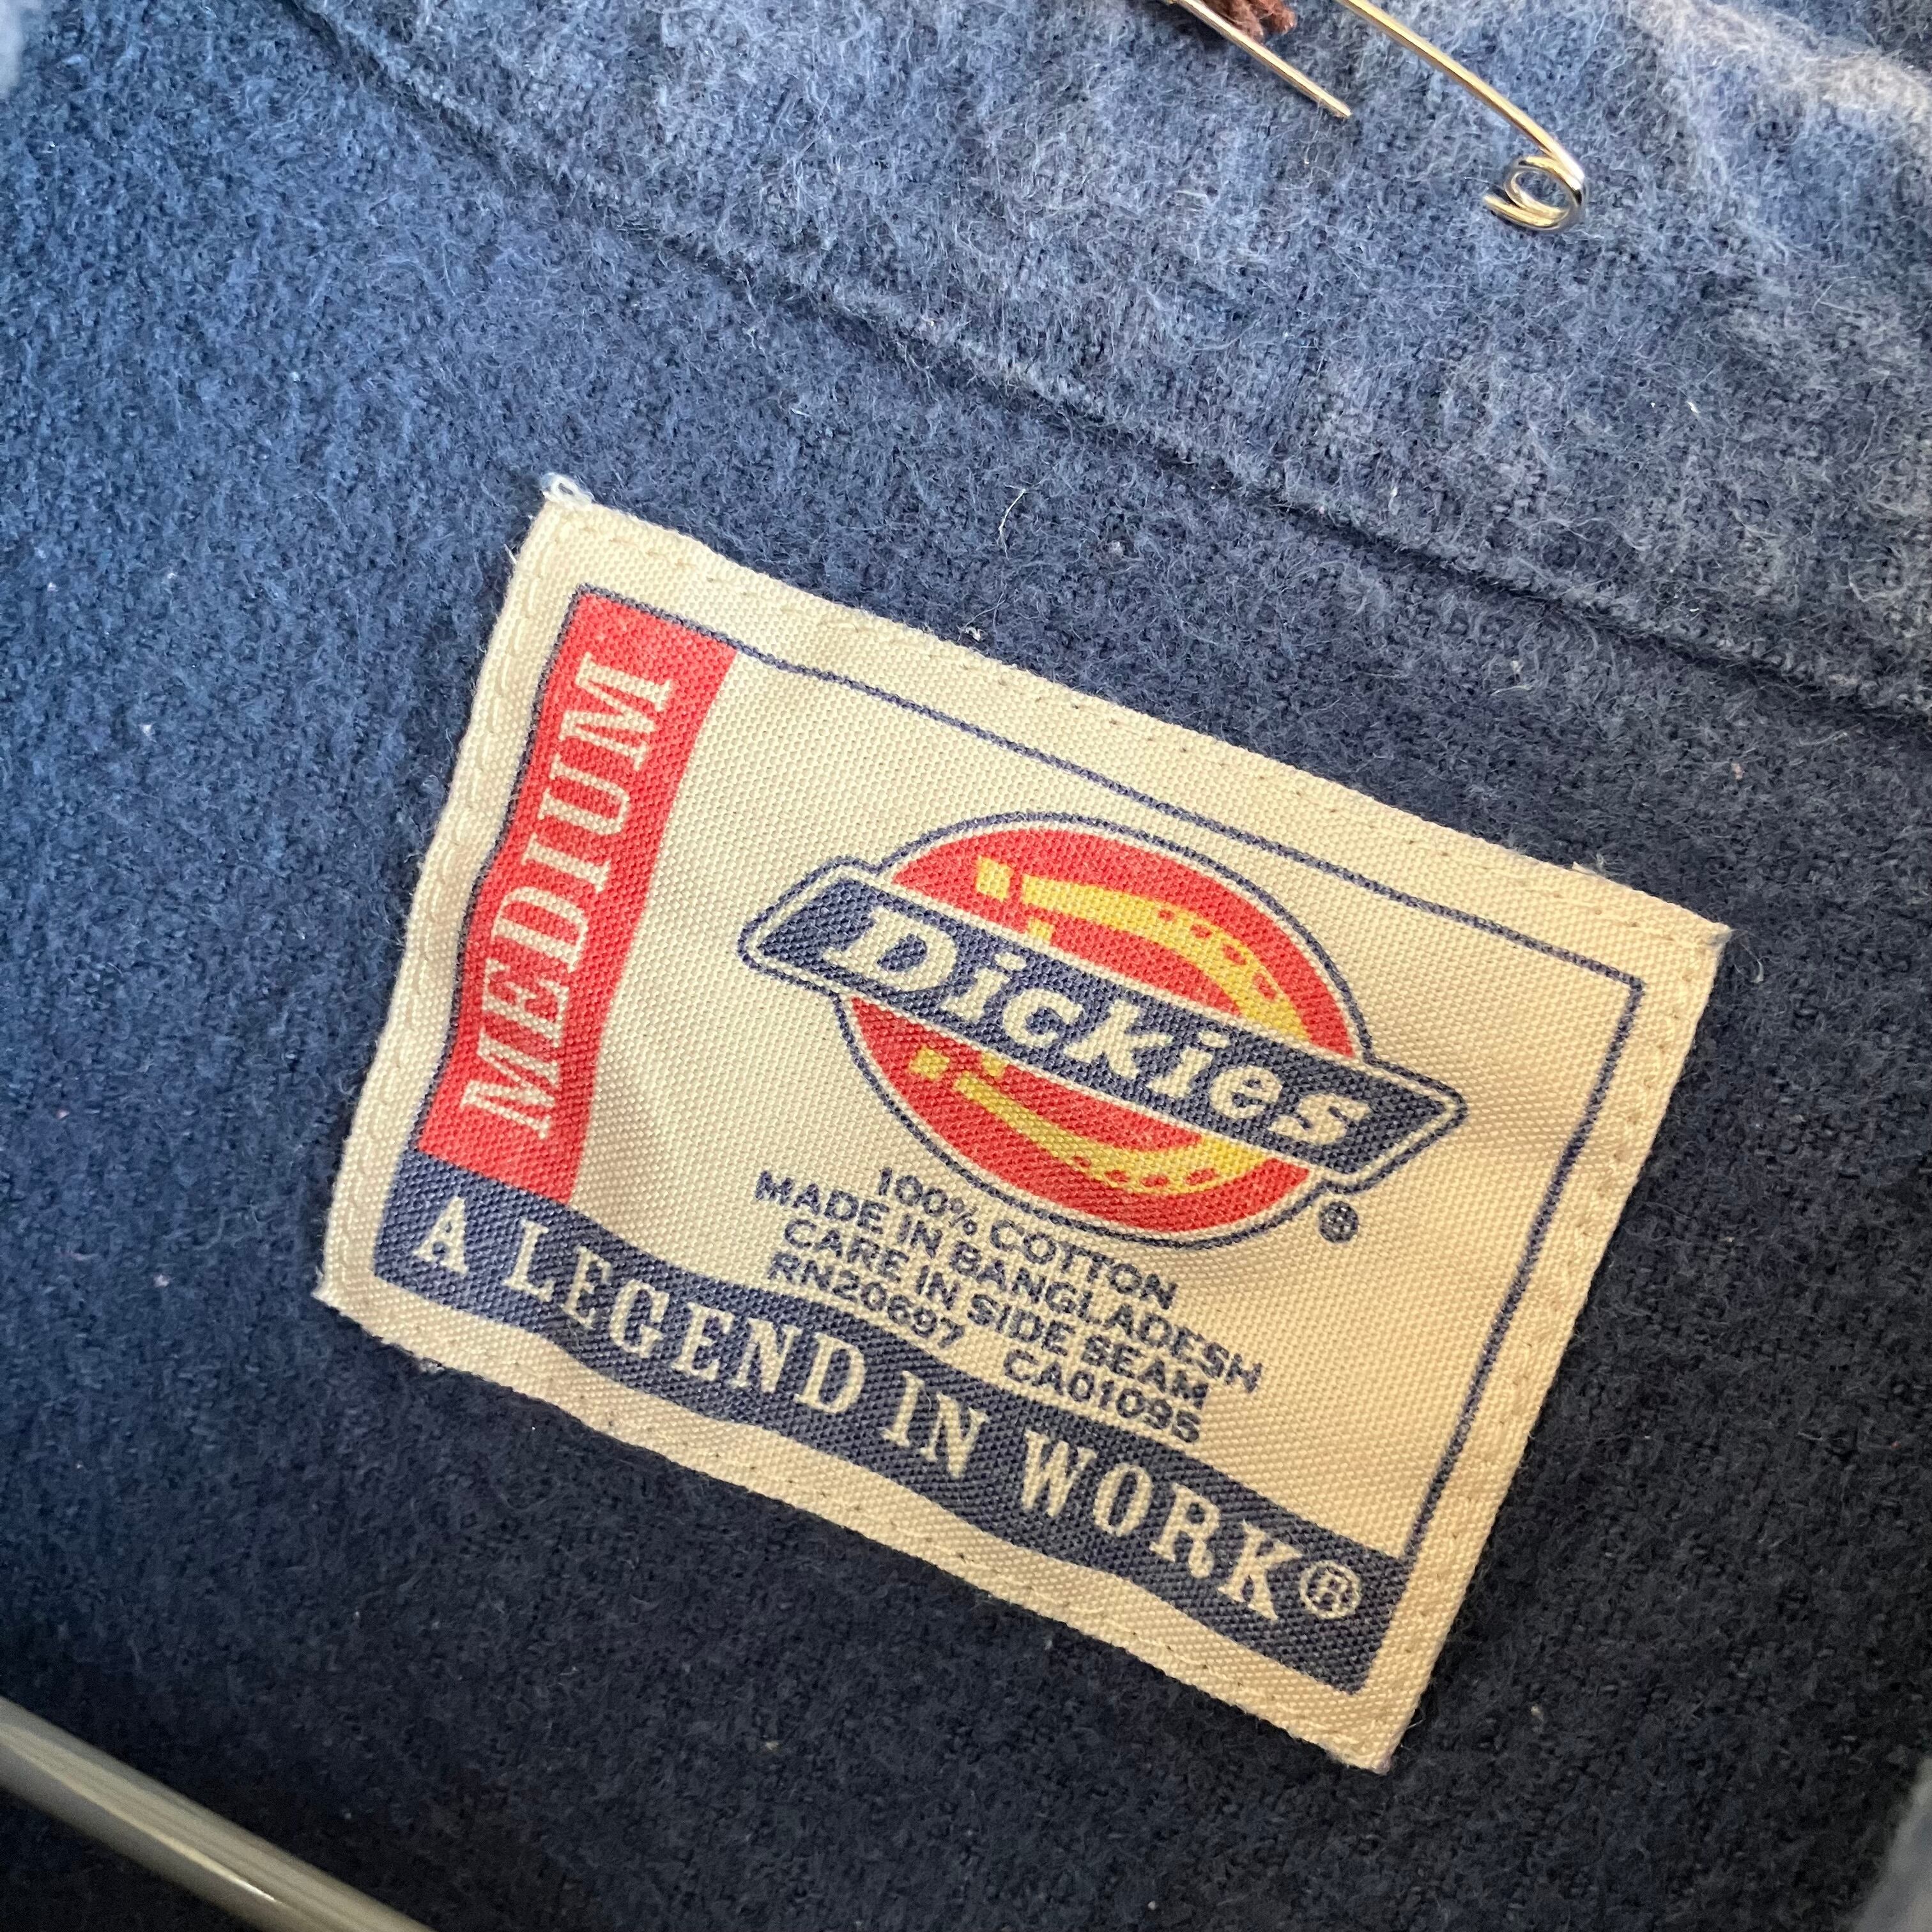 MEDIUM
Dickies
®
100% COTTON
MADE IN BANGLADESH
CARE IN SIDE SEAM
RN20697 CA01095
A LEGEND IN WORK®